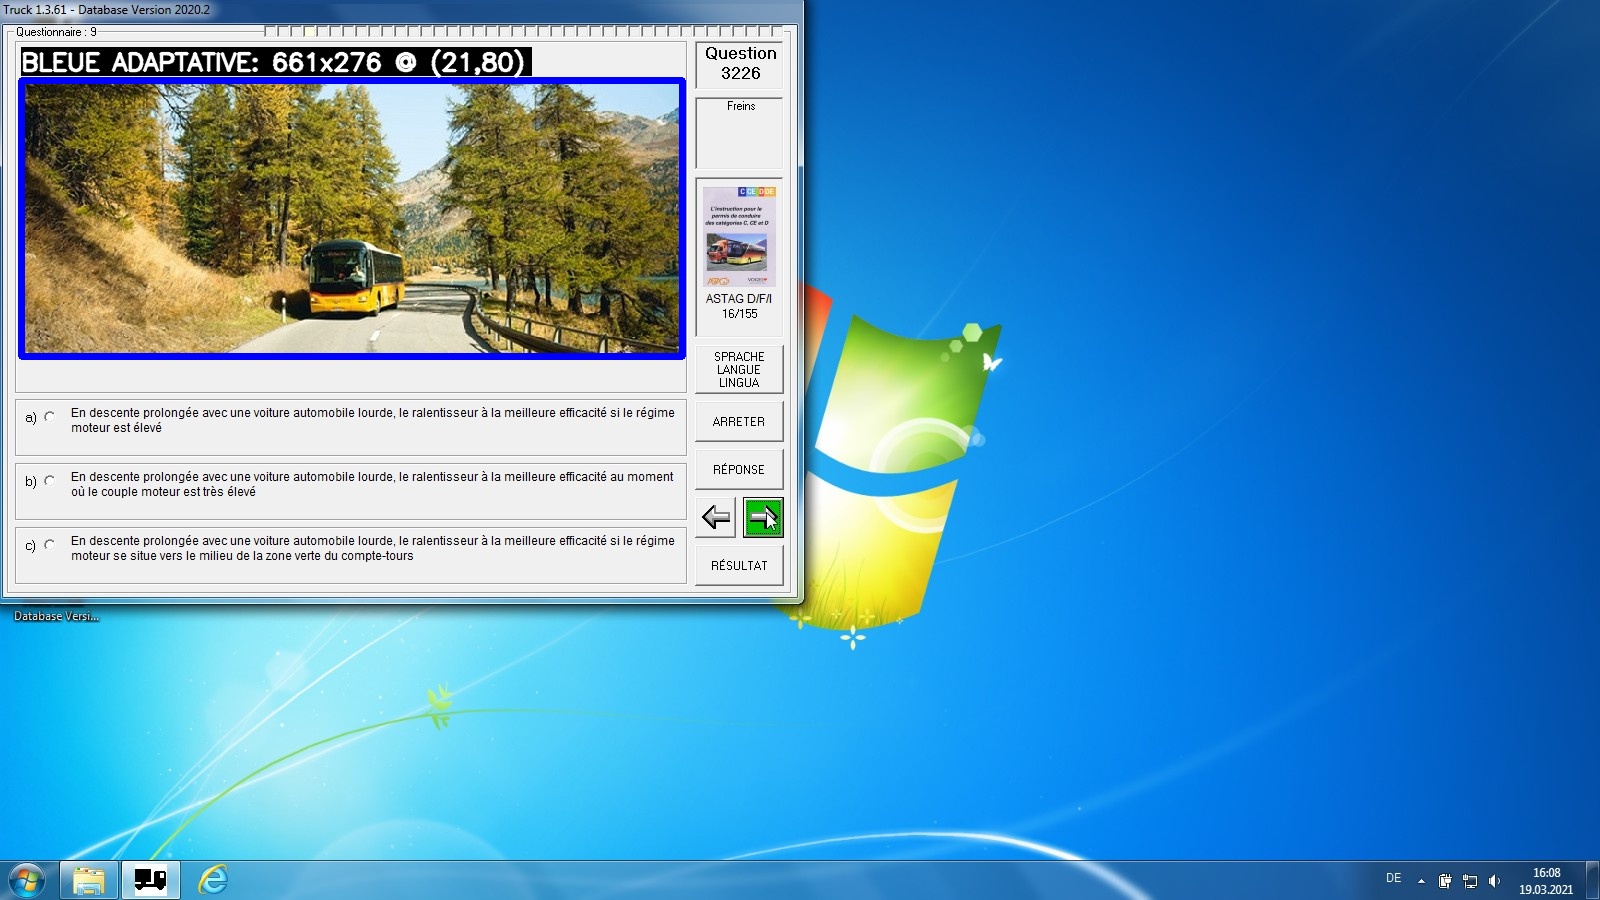 Truck 1.3.61 - Database Version 2020.2
Questionnaire : 9
BLEUE ADAPTATIVE: 661x276 @ (21,80)
Question
3226
Freins
C CE D DE
L'instruction pour le
permis de conduire
des catégories C, CE et D
ASTAG D/F/I
16/155
SPRACHE
LANGUE
LINGUA
a) En descente prolongée avec une voiture automobile lourde, le ralentisseur à la meilleure efficacité si le régime
moteur est élevé
ARRETER
b) En descente prolongée avec une voiture automobile lourde, le ralentisseur à la meilleure efficacité au moment
où le couple moteur est très élevé
RÉPONSE
c) En descente prolongée avec une voiture automobile lourde, le ralentisseur à la meilleure efficacité si le régime
moteur se situe vers le milieu de la zone verte du compte-tours
RÉSULTAT
Database Versi...
DE
16:08
19.03.2021